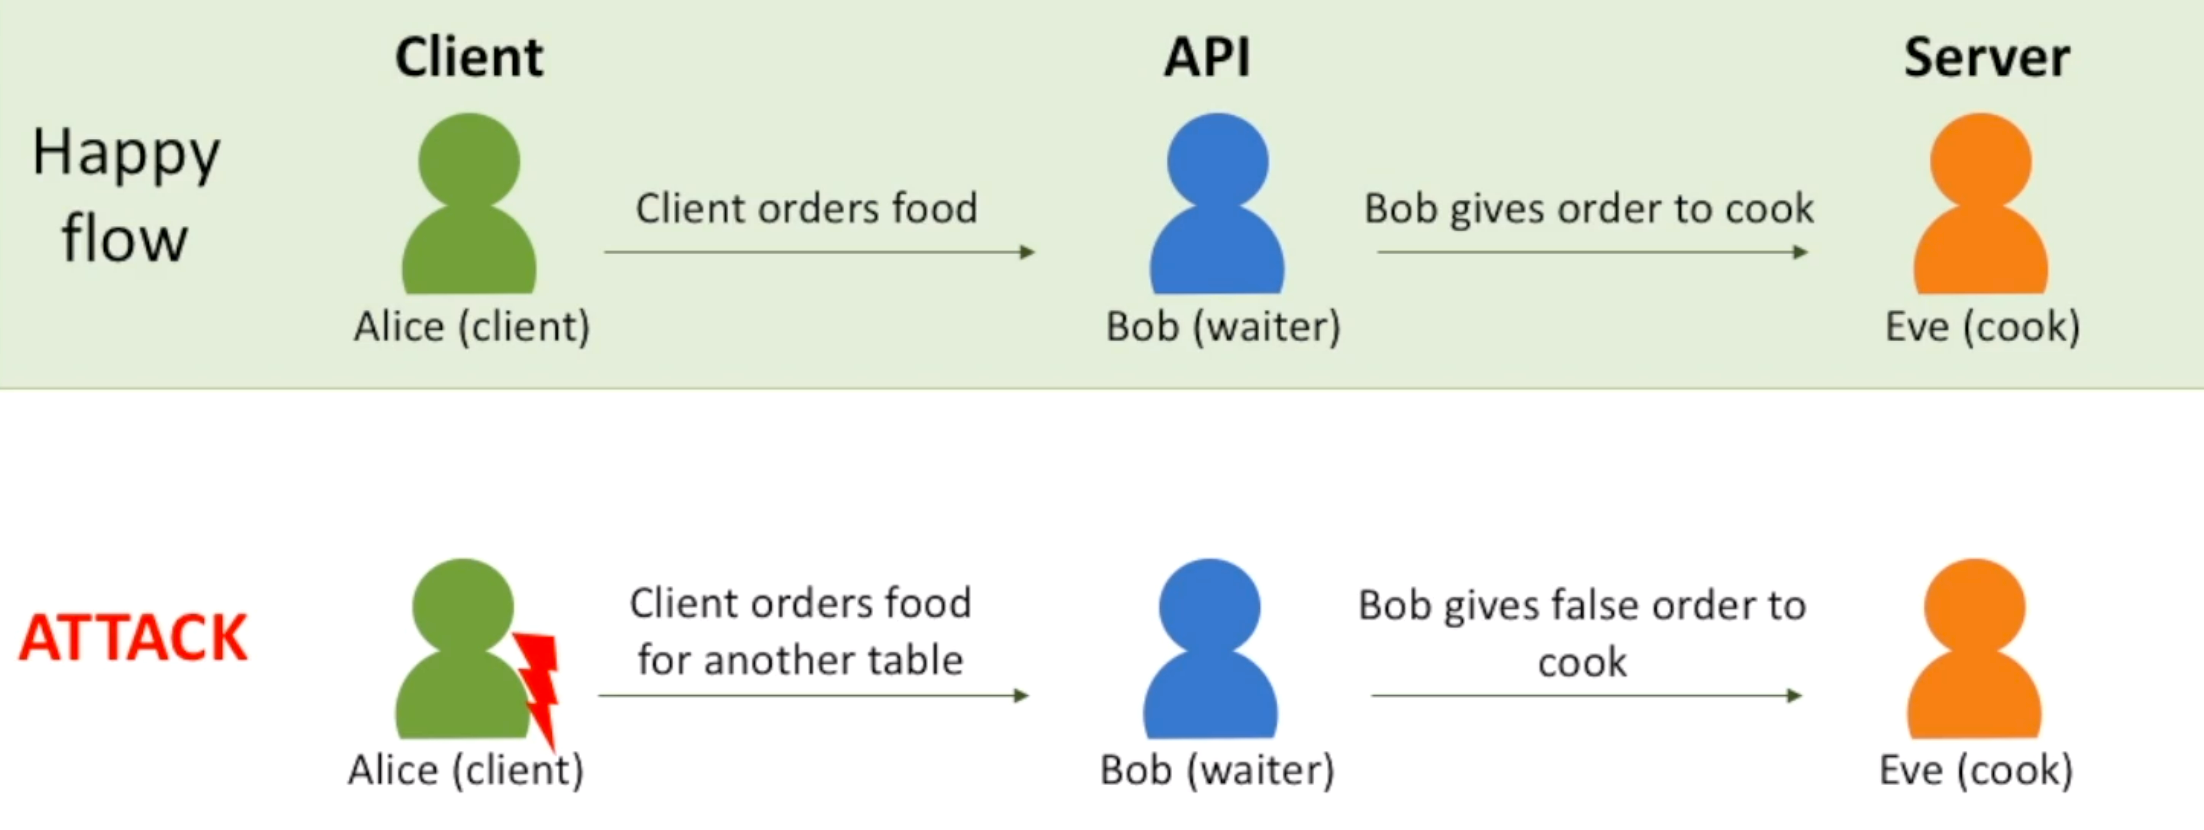 Client
API
Server
Happy
flow
Client orders food
Bob gives order to cook
Alice (client)
Bob (waiter)
Eve (cook)
ATTACK
Client orders food
for another table
Bob gives false order to
cook
Alice (client)
Bob (waiter)
Eve (cook)